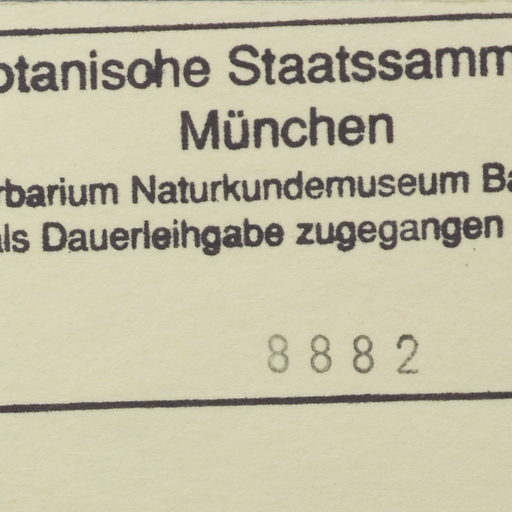 otanische Staatssamm
München
rbarium Naturkundemuseum Ba
als Dauerleihgabe zugegangen
8882